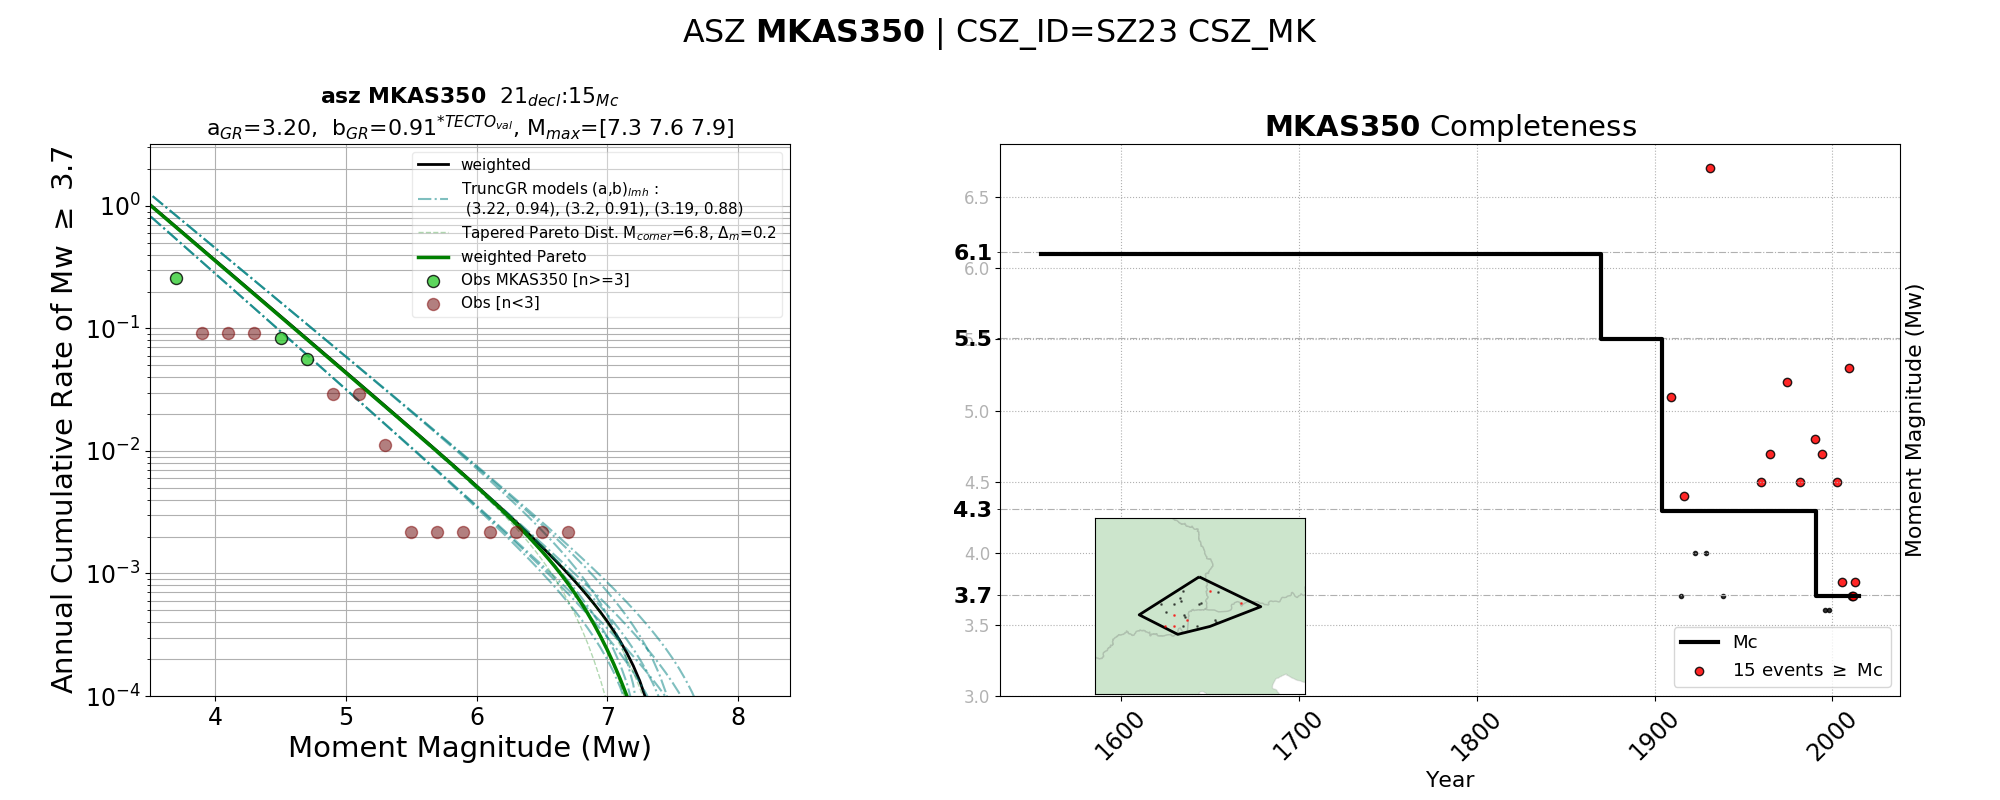 ASZ MKAS350 | CSZ_ID=SZ23 CSZ_MK
asz MKAS350 21decl:15Mc
aGR=3.20, bGR=0.91*TECTOval, Mmax=[7.3 7.6 7.9]
Annual Cumulative Rate of Mw ≥ 3.7
10^0
10^-1
10^-2
10^-3
10^-4
weighted
TruncGR models (a,b)lmh :
(3.22, 0.94), (3.2, 0.91), (3.19, 0.88)
Tapered Pareto Dist. Mcorner=6.8, Δm=0.2
weighted Pareto
Obs MKAS350 [n>=3]
Obs [n<3]
4 5 6 7 8
Moment Magnitude (Mw)
MKAS350 Completeness
6.5
6.1
6.0
5.5
5.0
4.5
4.3
4.0
3.7
3.5
3.0
Mc
15 events ≥ Mc
1600 1700 1800 1900 2000
Year
Moment Magnitude (Mw)